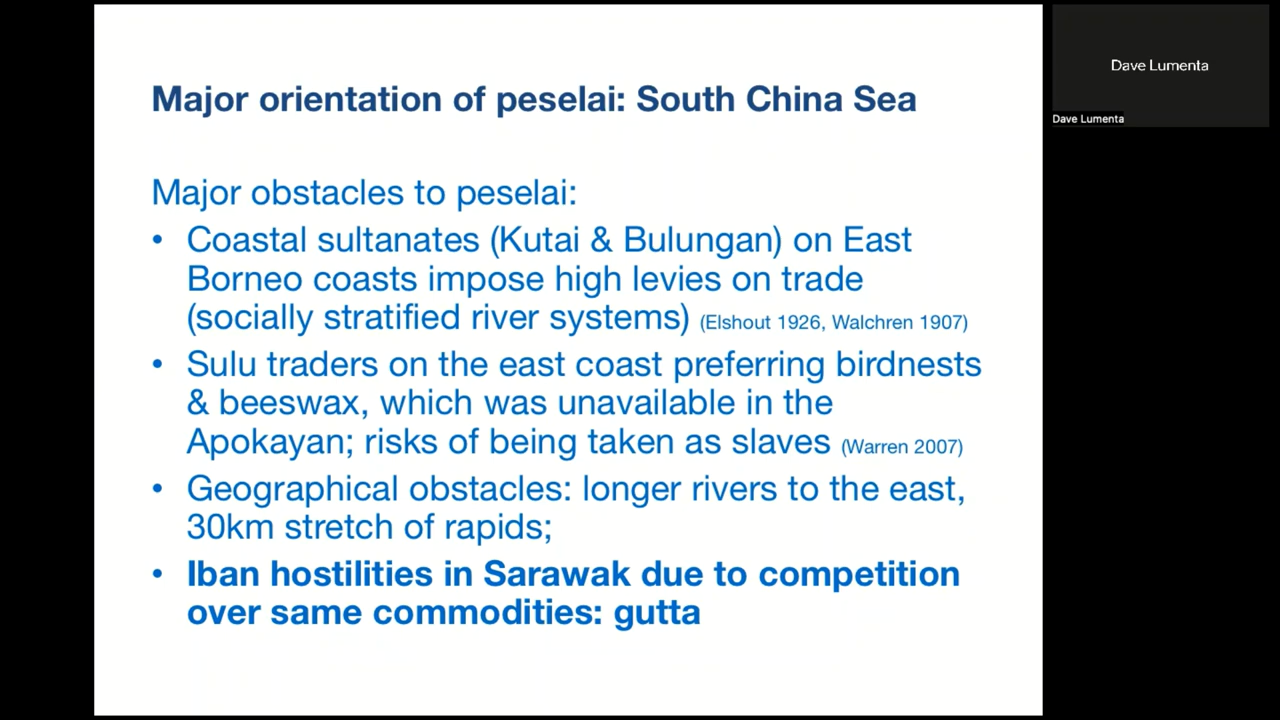 Major orientation of peselai: South China Sea
Major obstacles to peselai:
• Coastal sultanates (Kutai & Bulungan) on East
Borneo coasts impose high levies on trade
(socially stratified river systems) (Elshout 1926, Walchren 1907)
• Sulu traders on the east coast preferring birdnests
& beeswax, which was unavailable in the
Apokayan; risks of being taken as slaves (Warren 2007)
• Geographical obstacles: longer rivers to the east,
30km stretch of rapids;
• Iban hostilities in Sarawak due to competition
over same commodities: gutta
Dave Lumenta
Dave Lumenta